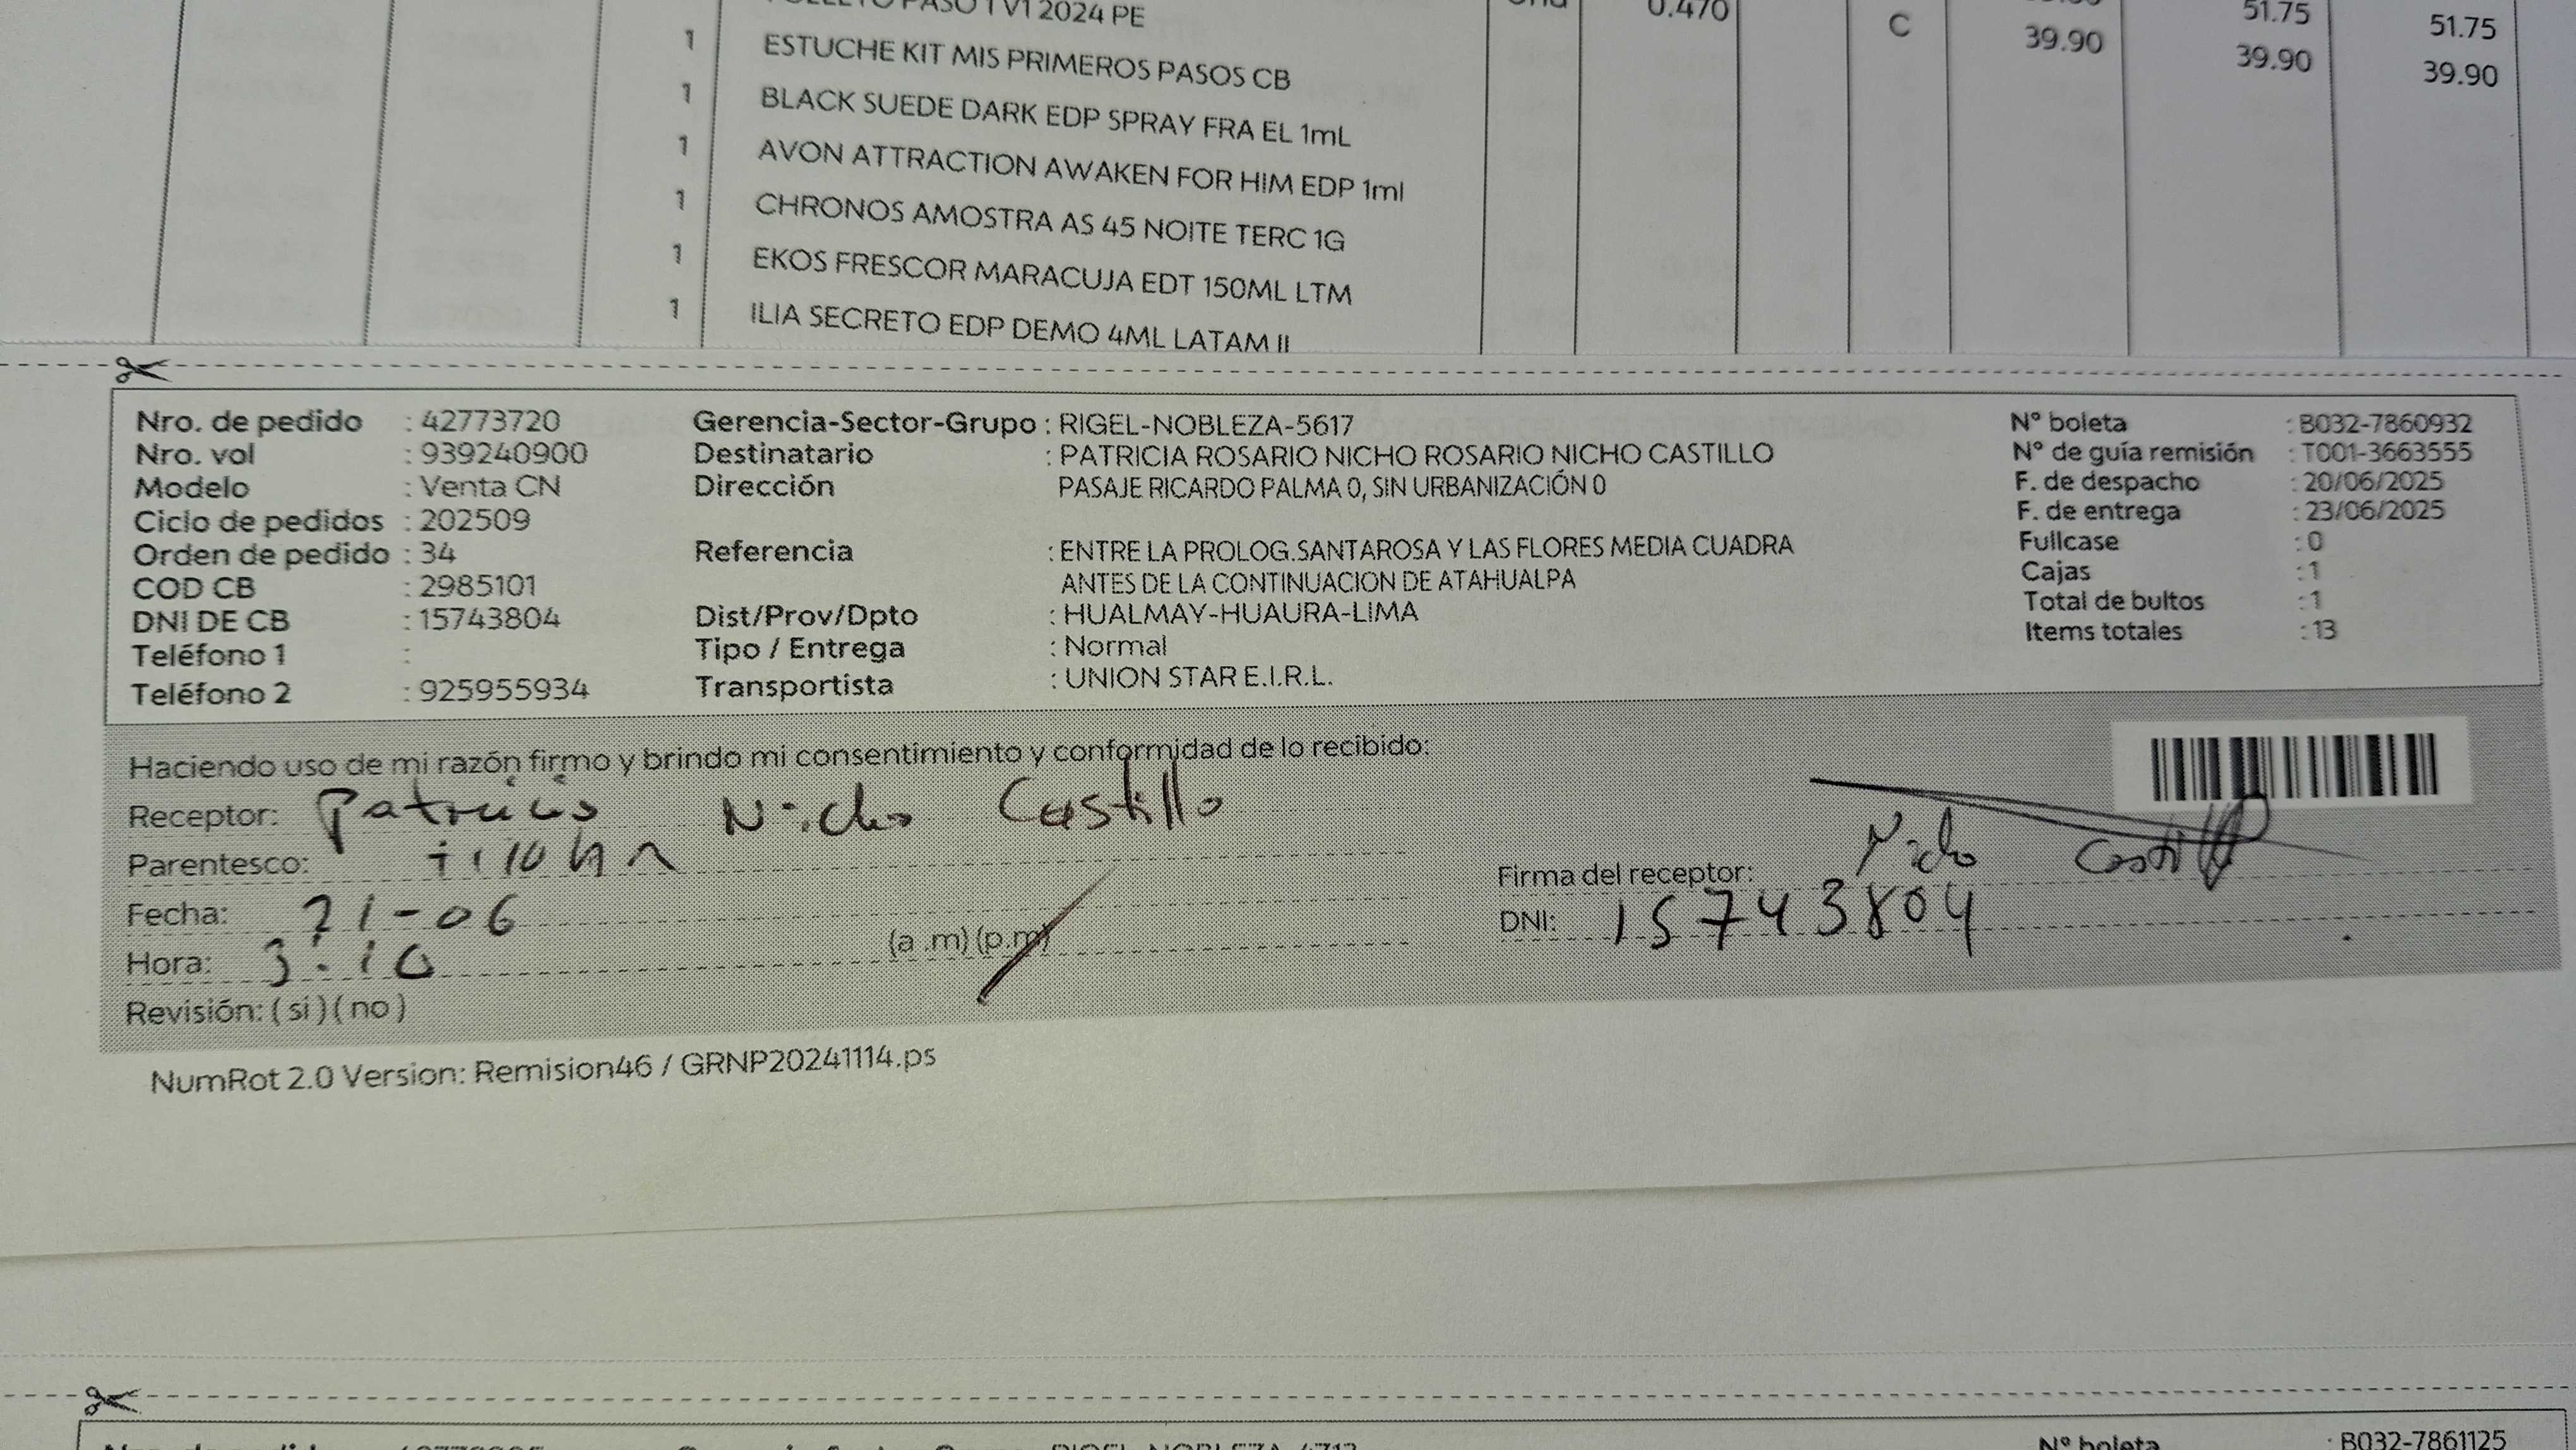 PASO 1 V1 2024 PE 0.470 51.75 51.75
1 ESTUCHE KIT MIS PRIMEROS PASOS CB C 39.90 39.90 39.90
1 BLACK SUEDE DARK EDP SPRAY FRA EL 1mL
1 AVON ATTRACTION AWAKEN FOR HIM EDP 1ml
1 CHRONOS AMOSTRA AS 45 NOITE TERC 1G
1 EKOS FRESCOR MARACUJA EDT 150ML LTM
1 ILIA SECRETO EDP DEMO 4ML LATAM II
Nro. de pedido : 42773720 Gerencia-Sector-Grupo : RIGEL-NOBLEZA-5617 N° boleta : B032-7860932
Nro. vol : 939240900 Destinatario : PATRICIA ROSARIO NICHO ROSARIO NICHO CASTILLO N° de guía remisión : T001-3663555
Modelo : Venta CN Dirección PASAJE RICARDO PALMA 0, SIN URBANIZACIÓN 0 F. de despacho : 20/06/2025
Ciclo de pedidos : 202509 F. de entrega : 23/06/2025
Orden de pedido : 34 Referencia : ENTRE LA PROLOG.SANTAROSA Y LAS FLORES MEDIA CUADRA Fullcase : 0
COD CB : 2985101 ANTES DE LA CONTINUACION DE ATAHUALPA Cajas : 1
DNI DE CB : 15743804 Dist/Prov/Dpto : HUALMAY-HUAURA-LIMA Total de bultos : 1
Teléfono 1 : Tipo / Entrega : Normal Items totales : 13
Teléfono 2 : 925955934 Transportista : UNION STAR E.I.R.L.
Haciendo uso de mi razón firmo y brindo mi consentimiento y conformidad de lo recibido:
Receptor: Patricia Nicho Castillo
Parentesco:
Firma del receptor: Nicho Castillo
Fecha: 21-06
DNI: 15743804
Hora: 3:10 (a .m) (p.m)
Revisión: ( si ) ( no )
NumRot 2.0 Version: Remision46 / GRNP20241114.ps
N° boleta : B032-7861125